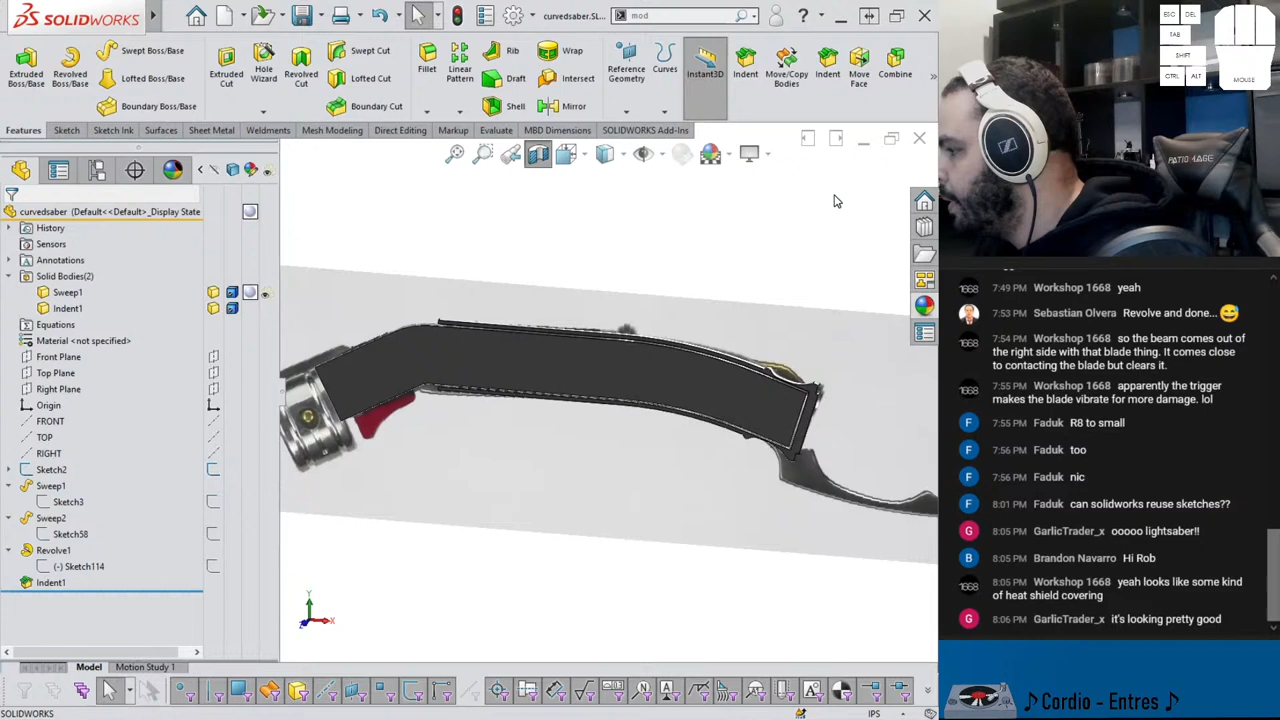 SOLIDWORKS
curvedsaber.SL...
mod
Extruded Boss/Base
Revolved Boss/Base
Swept Boss/Base
Lofted Boss/Base
Boundary Boss/Base
Extruded Cut
Hole Wizard
Revolved Cut
Swept Cut
Lofted Cut
Boundary Cut
Fillet
Linear Pattern
Rib
Draft
Shell
Wrap
Intersect
Mirror
Reference Geometry
Curves
Instant3D
Indent
Move/Copy Bodies
Indent
Move Face
Combine
Features
Sketch
Sketch Ink
Surfaces
Sheet Metal
Weldments
Mesh Modeling
Direct Editing
Markup
Evaluate
MBD Dimensions
SOLIDWORKS Add-Ins
curvedsaber (Default<<Default>_Display State
History
Sensors
Annotations
Solid Bodies(2)
Sweep1
Indent1
Equations
Material <not specified>
Front Plane
Top Plane
Right Plane
Origin
FRONT
TOP
RIGHT
Sketch2
Sweep1
Sketch3
Sweep2
Sketch58
Revolve1
(-) Sketch114
Indent1
Y
X
Z
Model
Motion Study 1
SOLIDWORKS
IPS
ESC
DEL
TAB
SHIFT
CTRL
ALT
MOUSE
PATIOMAGE
7:49 PM Workshop 1668 yeah
7:53 PM Sebastian Olvera Revolve and done...😅
7:54 PM Workshop 1668 so the beam comes out of
the right side with that blade thing. It comes close
to contacting the blade but clears it.
7:55 PM Workshop 1668 apparently the trigger
makes the blade vibrate for more damage. lol
7:55 PM Faduk R8 to small
7:56 PM Faduk too
7:56 PM Faduk nic
8:01 PM Faduk can solidworks reuse sketches??
8:05 PM GarlicTrader_x ooooo lightsaber!!
8:05 PM Brandon Navarro Hi Rob
8:05 PM Workshop 1668 yeah looks like some kind
of heat shield covering
8:06 PM GarlicTrader_x it's looking pretty good
♪ Cordio - Entres ♪